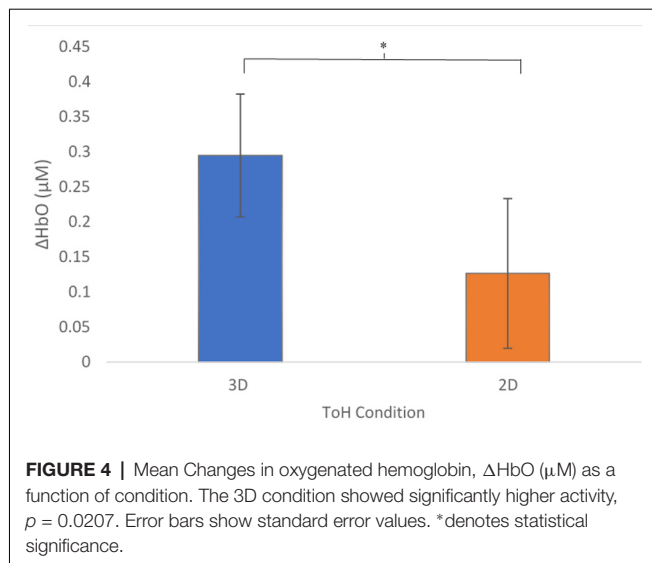 0.45
*
0.4
0.35
0.3
0.25
0.2
0.15
0.1
0.05
0
ΔHbO (μM)
3D
2D
ToH Condition
FIGURE 4 | Mean Changes in oxygenated hemoglobin, ΔHbO (μM) as a
function of condition. The 3D condition showed significantly higher activity,
p = 0.0207. Error bars show standard error values. *denotes statistical
significance.